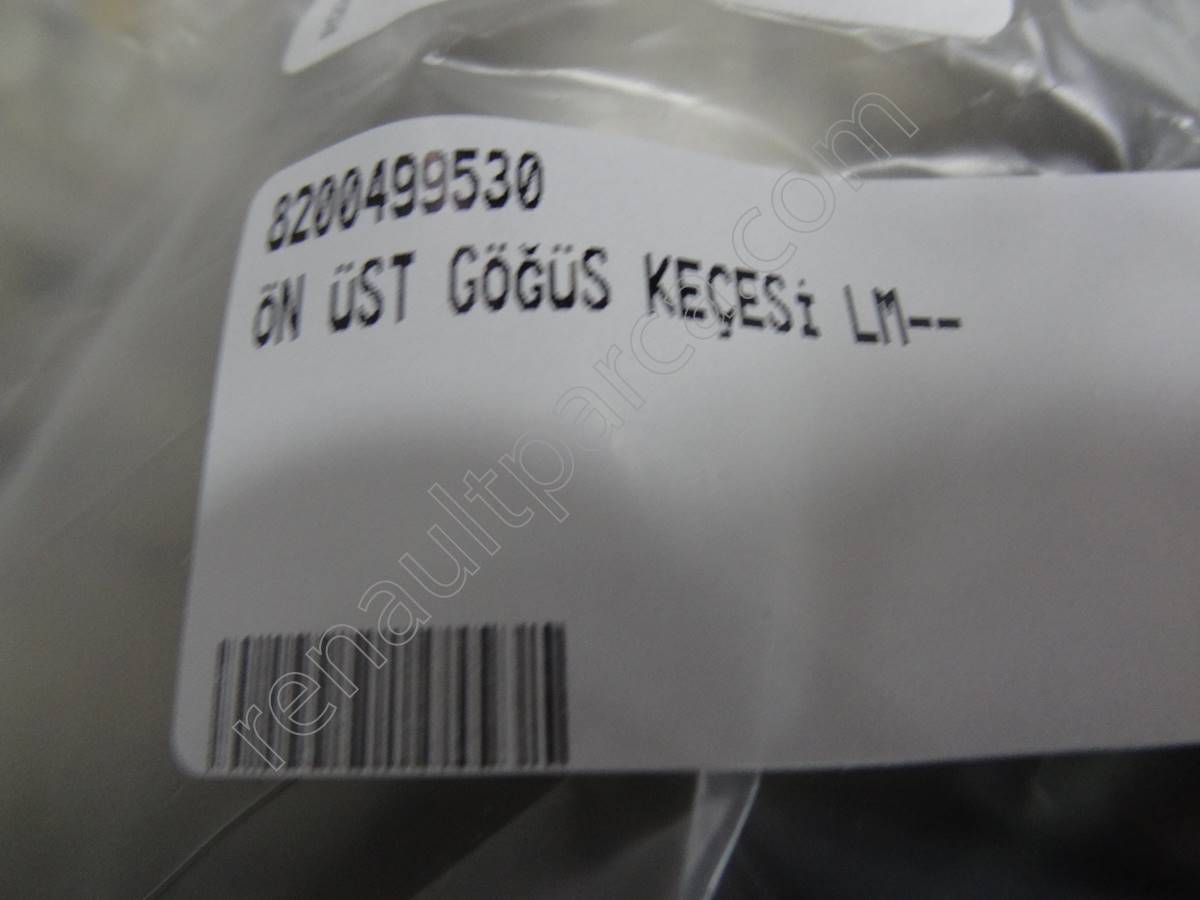 8200499530
ÖN ÜST GÖĞÜS KEÇESİ LM--
renaultparca.com